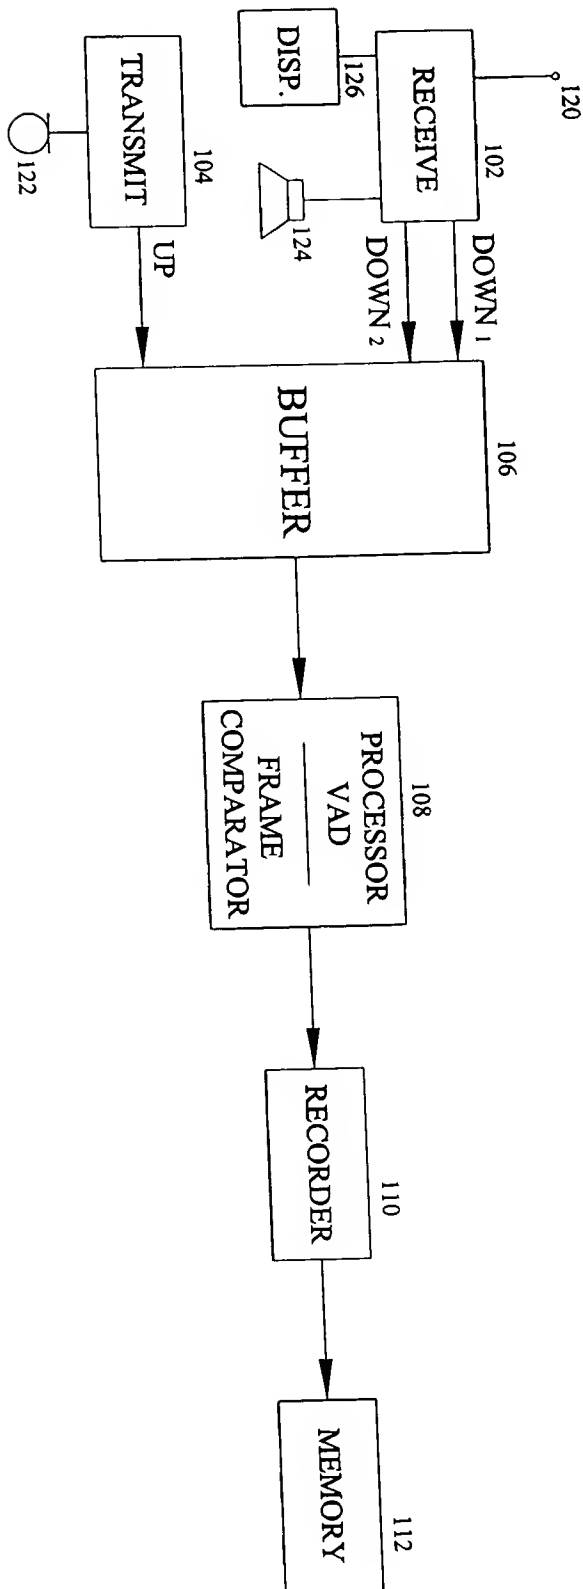 120
102
RECEIVE
126
DISP.
124
DOWN 1
DOWN 2
104
TRANSMIT
122
UP
106
BUFFER
108
PROCESSOR
VAD
FRAME
COMPARATOR
110
RECORDER
112
MEMORY